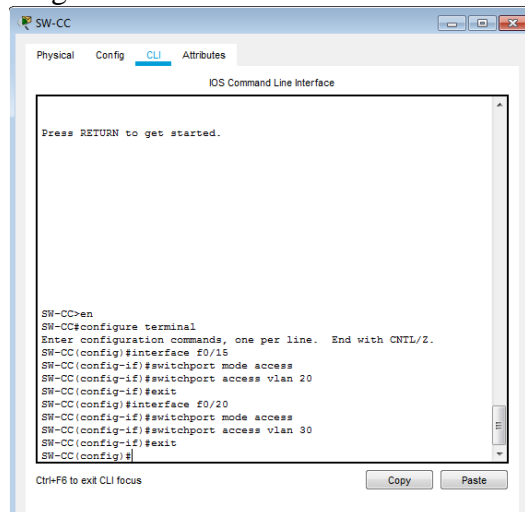 SW-CC
Physical Config CLI Attributes
IOS Command Line Interface
Press RETURN to get started.
SW-CC>en
SW-CC#configure terminal
Enter configuration commands, one per line.  End with CNTL/Z.
SW-CC(config)#interface f0/15
SW-CC(config-if)#switchport mode access
SW-CC(config-if)#switchport access vlan 20
SW-CC(config-if)#exit
SW-CC(config)#interface f0/20
SW-CC(config-if)#switchport mode access
SW-CC(config-if)#switchport access vlan 30
SW-CC(config-if)#exit
SW-CC(config)#
Ctrl+F6 to exit CLI focus Copy Paste